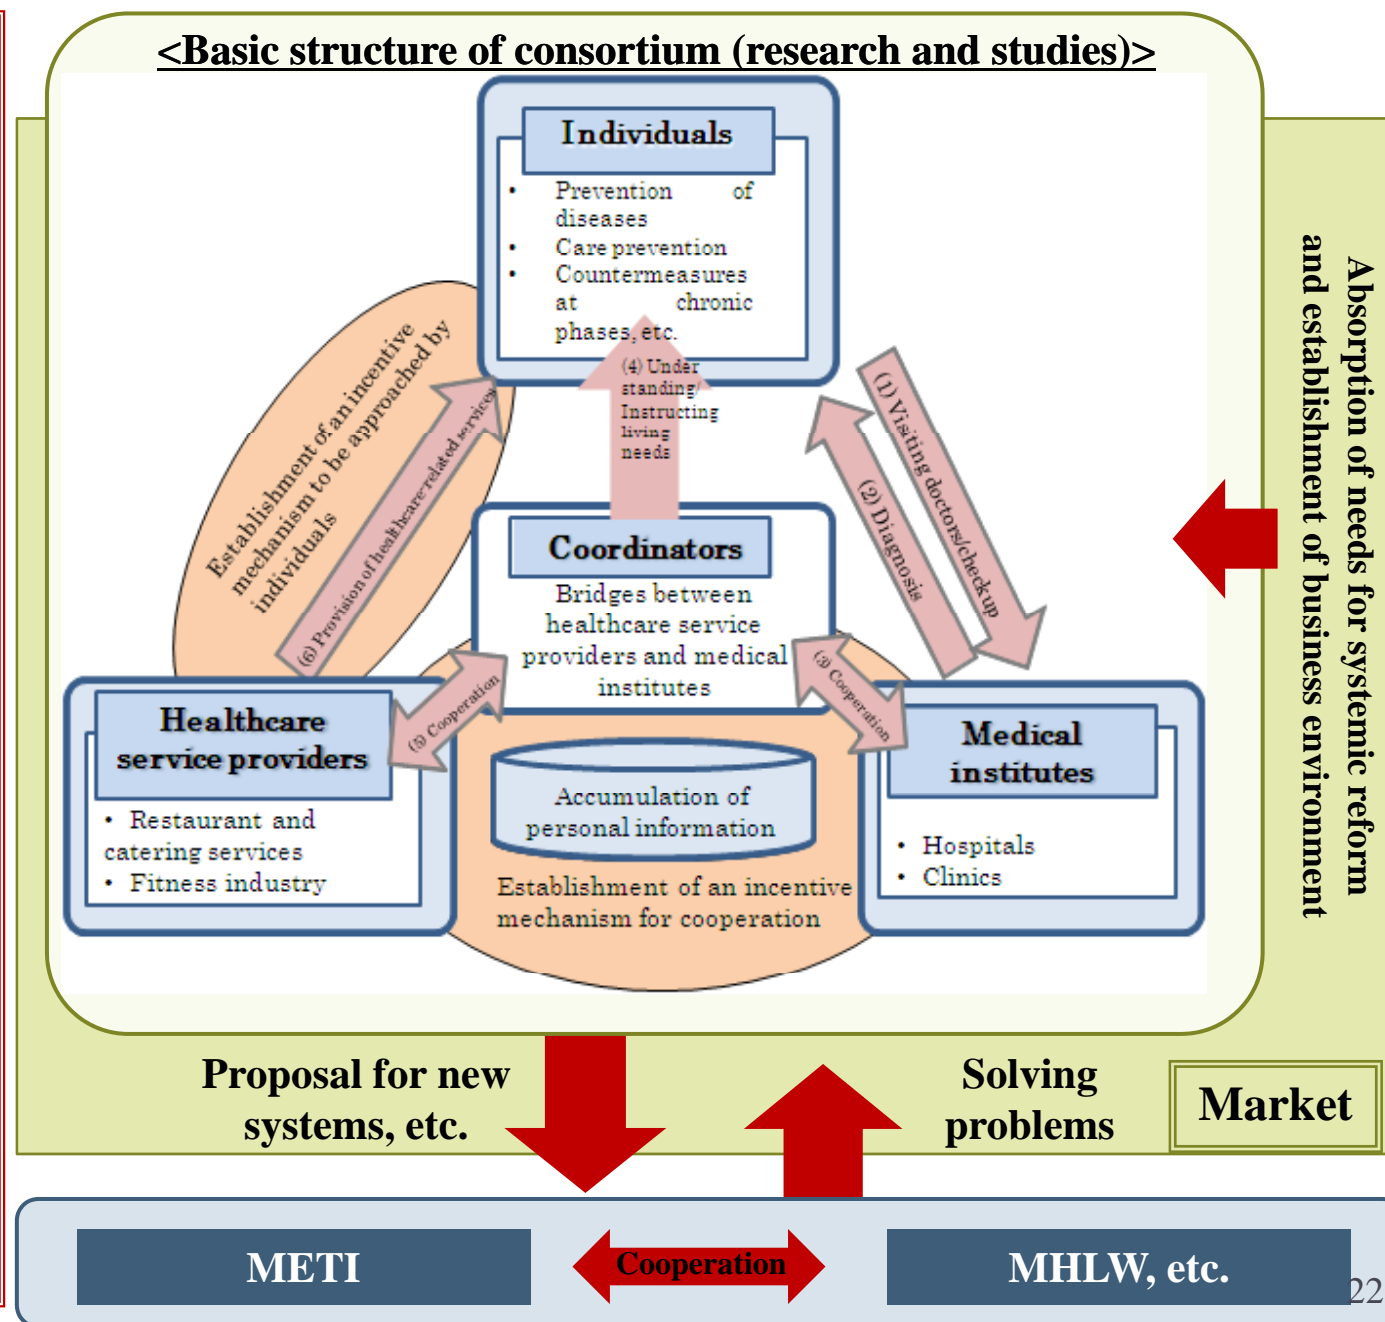 <Basic structure of consortium (research and studies)>
Individuals
• Prevention of
diseases
• Care prevention
• Countermeasures
at chronic
phases, etc.
(4) Under
standing/
Instructing
living
needs
Establishment of an incentive
mechanism to be approached by
individuals
(6) Provision of healthcare-related services
(1) Visiting doctors/checkup
(2) Diagnosis
Coordinators
Bridges between
healthcare service
providers and medical
institutes
(5) Cooperation
(3) Cooperation
Healthcare
service providers
• Restaurant and
catering services
• Fitness industry
Accumulation of
personal information
Establishment of an incentive
mechanism for cooperation
Medical
institutes
• Hospitals
• Clinics
Absorption of needs for systemic reform
and establishment of business environment
Proposal for new
systems, etc.
Solving
problems
Market
METI
Cooperation
MHLW, etc.
22